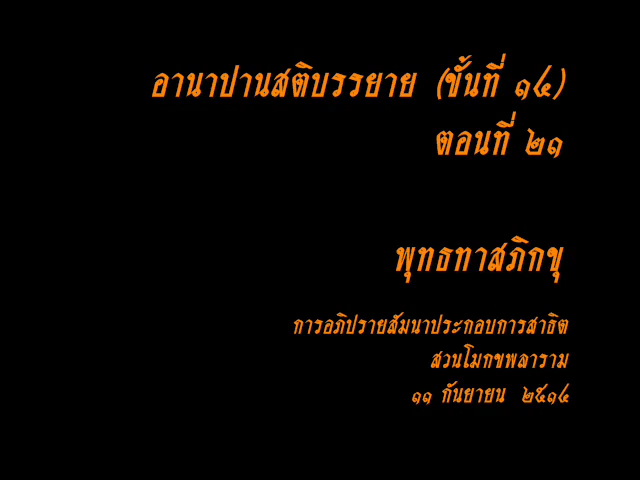 อานาปานสติบรรยาย (ขั้นที่ ๑๔)
ตอนที่ ๒๑
พุทธทาสภิกขุ
การอภิปรายสัมนาประกอบการสาธิต
สวนโมกขพลาราม
๑๑ กันยายน ๒๕๑๔